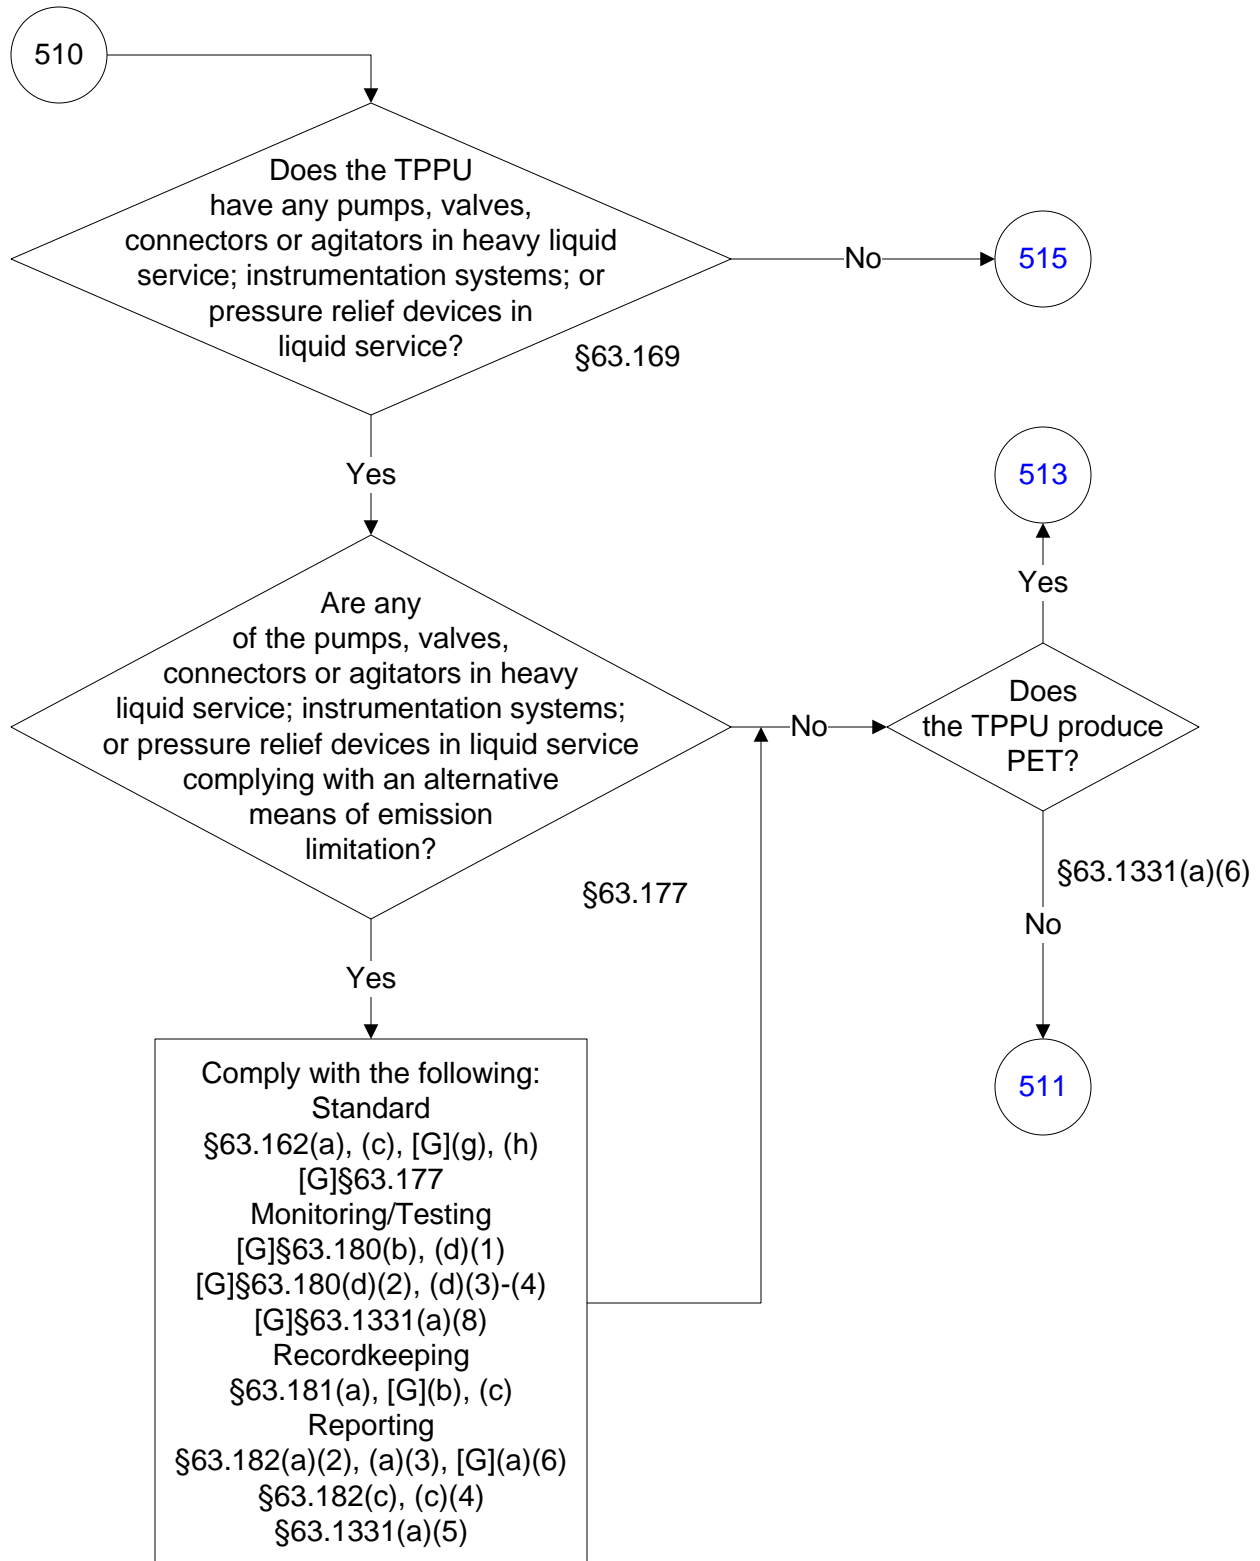 510
Does the TPPU
have any pumps, valves,
connectors or agitators in heavy liquid
service; instrumentation systems; or
pressure relief devices in
liquid service?
§63.169
No
515
Yes
Are any
of the pumps, valves,
connectors or agitators in heavy
liquid service; instrumentation systems;
or pressure relief devices in liquid service
complying with an alternative
means of emission
limitation?
§63.177
No
513
Yes
Does
the TPPU produce
PET?
§63.1331(a)(6)
No
511
Yes
Comply with the following:
Standard
§63.162(a), (c), [G](g), (h)
[G]§63.177
Monitoring/Testing
[G]§63.180(b), (d)(1)
[G]§63.180(d)(2), (d)(3)-(4)
[G]§63.1331(a)(8)
Recordkeeping
§63.181(a), [G](b), (c)
Reporting
§63.182(a)(2), (a)(3), [G](a)(6)
§63.182(c), (c)(4)
§63.1331(a)(5)